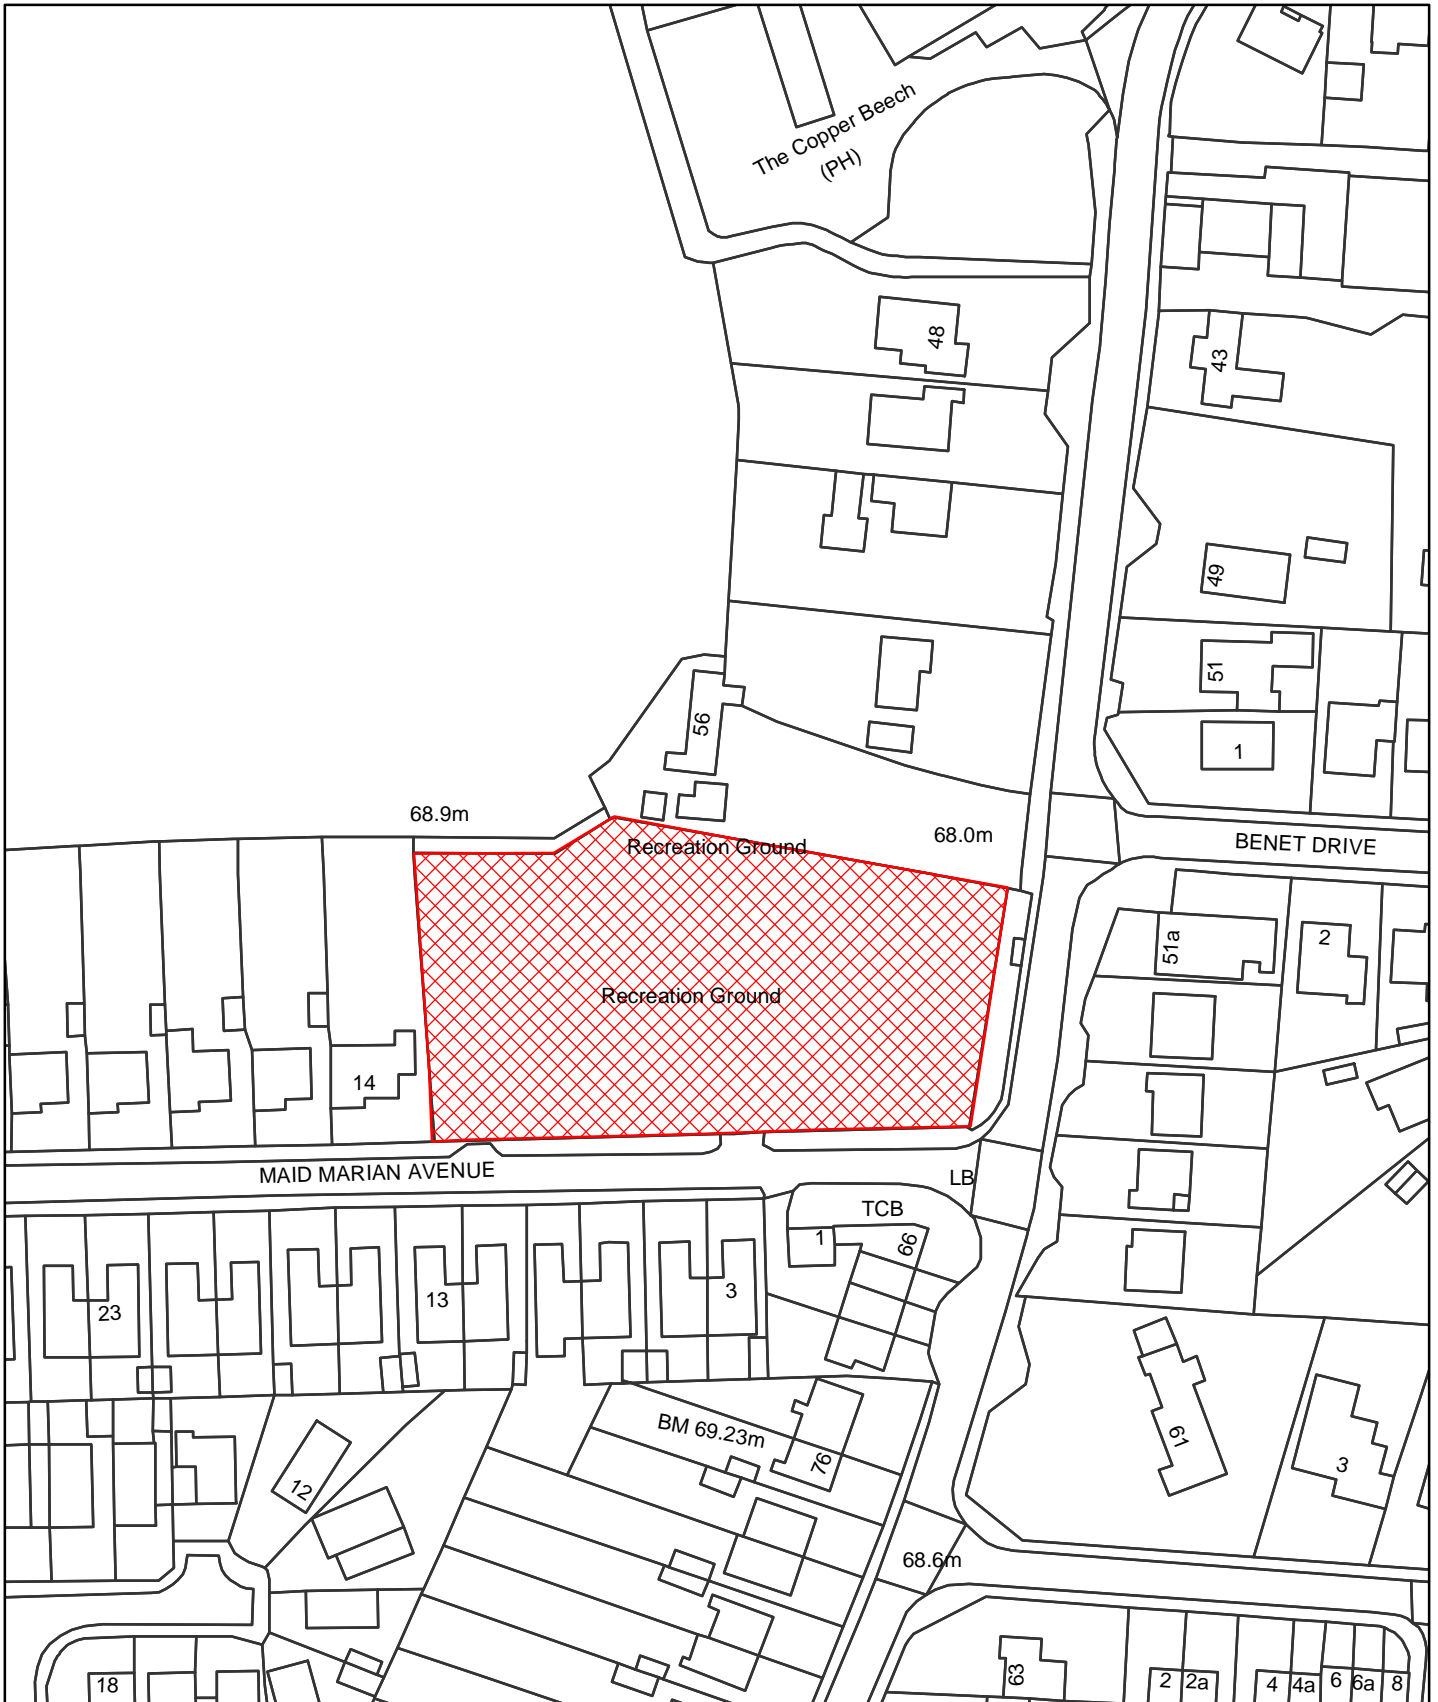 The Copper Beech
(PH)
48
43
49
51
56
1
68.9m
68.0m
BENET DRIVE
Recreation Ground
51a
2
Recreation Ground
14
MAID MARIAN AVENUE
LB
TCB
1
66
23
13
3
BM 69.23m
76
61
3
12
68.6m
63
18
2
2a
4
4a
6
6a
8